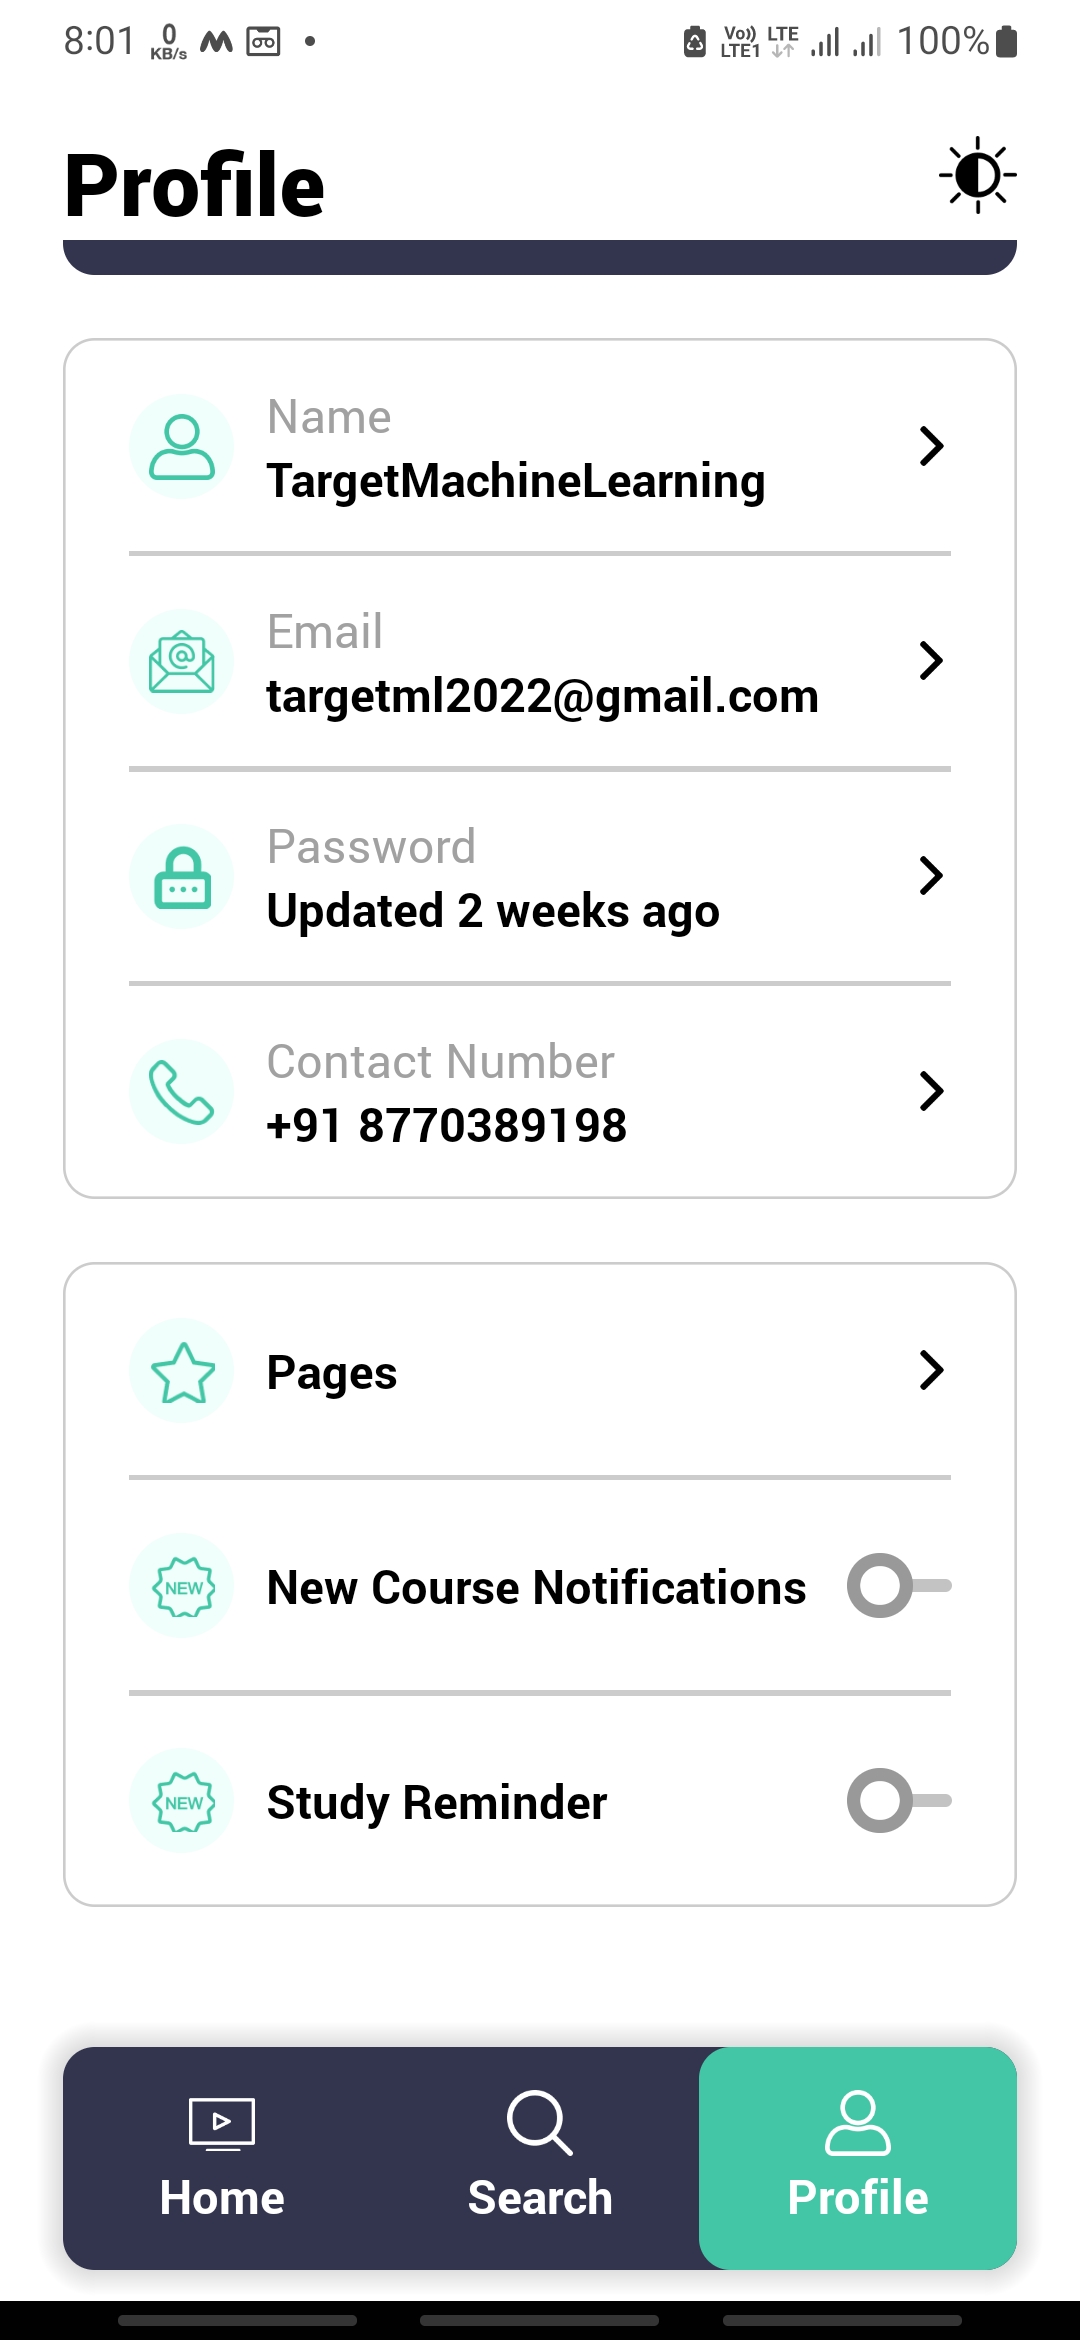 8:01 0 KB/s Vo)) LTE1 LTE 100%
Profile
Name
TargetMachineLearning
Email
targetml2022@gmail.com
Password
Updated 2 weeks ago
Contact Number
+91 8770389198
Pages
NEW New Course Notifications
NEW Study Reminder
Home Search Profile